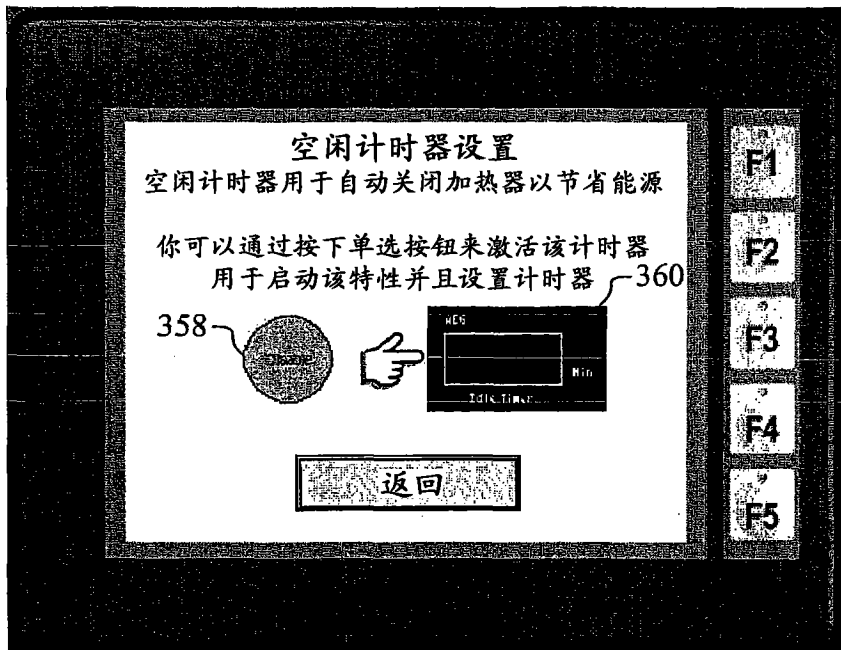 空闲计时器设置
空闲计时器用于自动关闭加热器以节省能源
你可以通过按下单选按钮来激活该计时器
用于启动该特性并且设置计时器
360
358
Min
Idle Timer
返回
F1
F2
F3
F4
F5